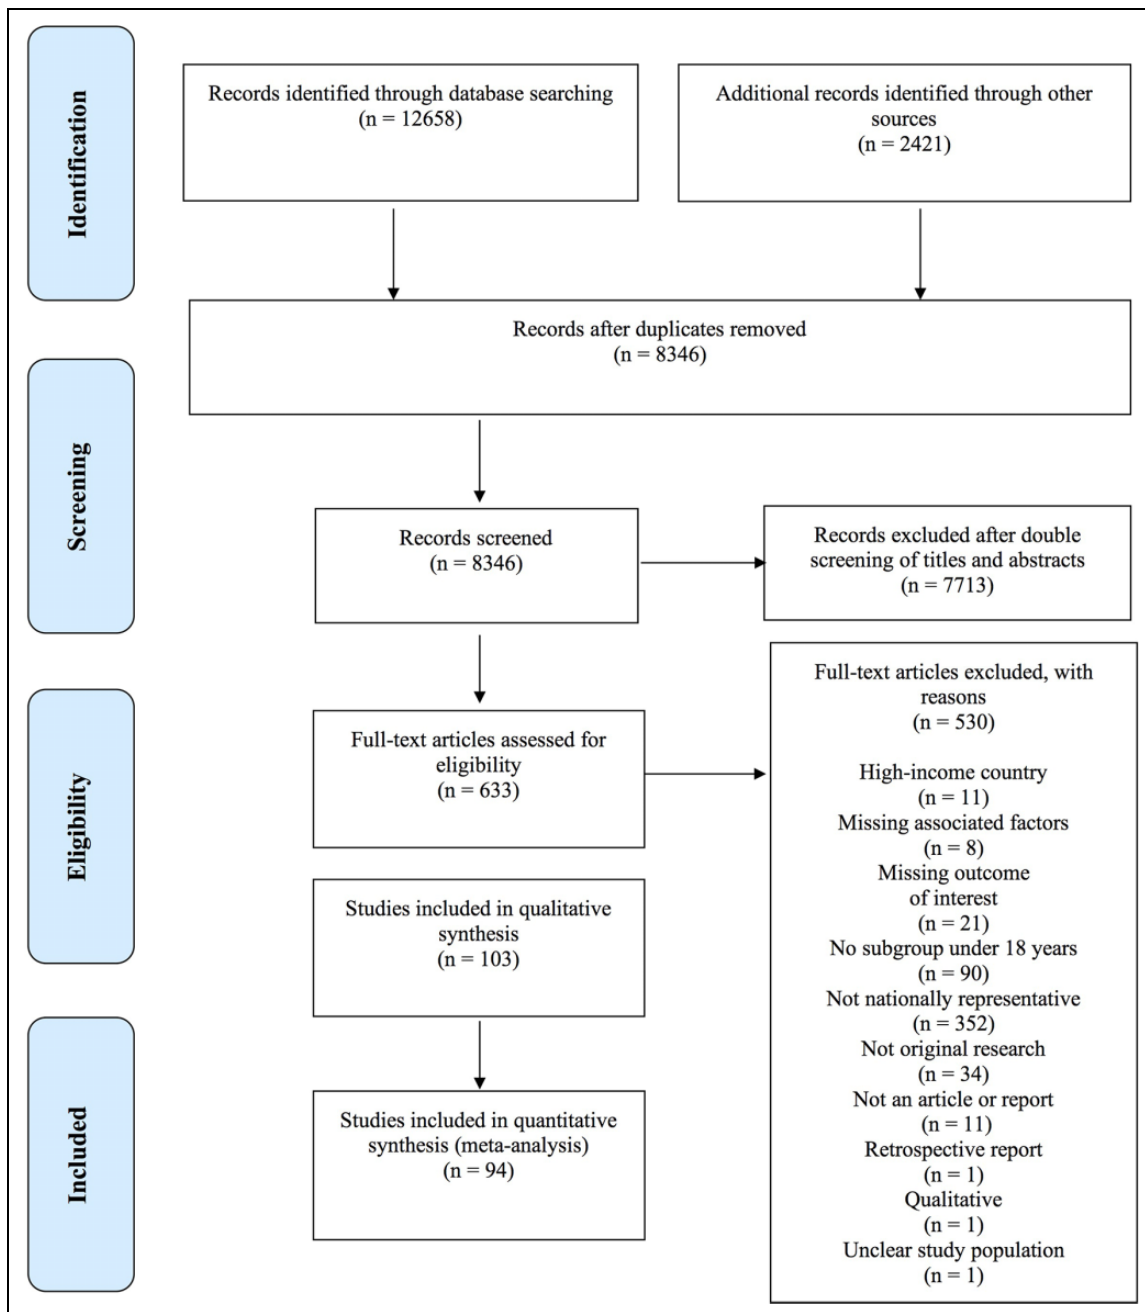 Identification
Records identified through database searching
(n = 12658)
Additional records identified through other
sources
(n = 2421)
Records after duplicates removed
(n = 8346)
Screening
Records screened
(n = 8346)
Records excluded after double
screening of titles and abstracts
(n = 7713)
Eligibility
Full-text articles assessed for
eligibility
(n = 633)
Full-text articles excluded, with
reasons
(n = 530)
High-income country
(n = 11)
Missing associated factors
(n = 8)
Missing outcome
of interest
(n = 21)
No subgroup under 18 years
(n = 90)
Not nationally representative
(n = 352)
Not original research
(n = 34)
Not an article or report
(n = 11)
Retrospective report
(n = 1)
Qualitative
(n = 1)
Unclear study population
(n = 1)
Studies included in qualitative
synthesis
(n = 103)
Included
Studies included in quantitative
synthesis (meta-analysis)
(n = 94)